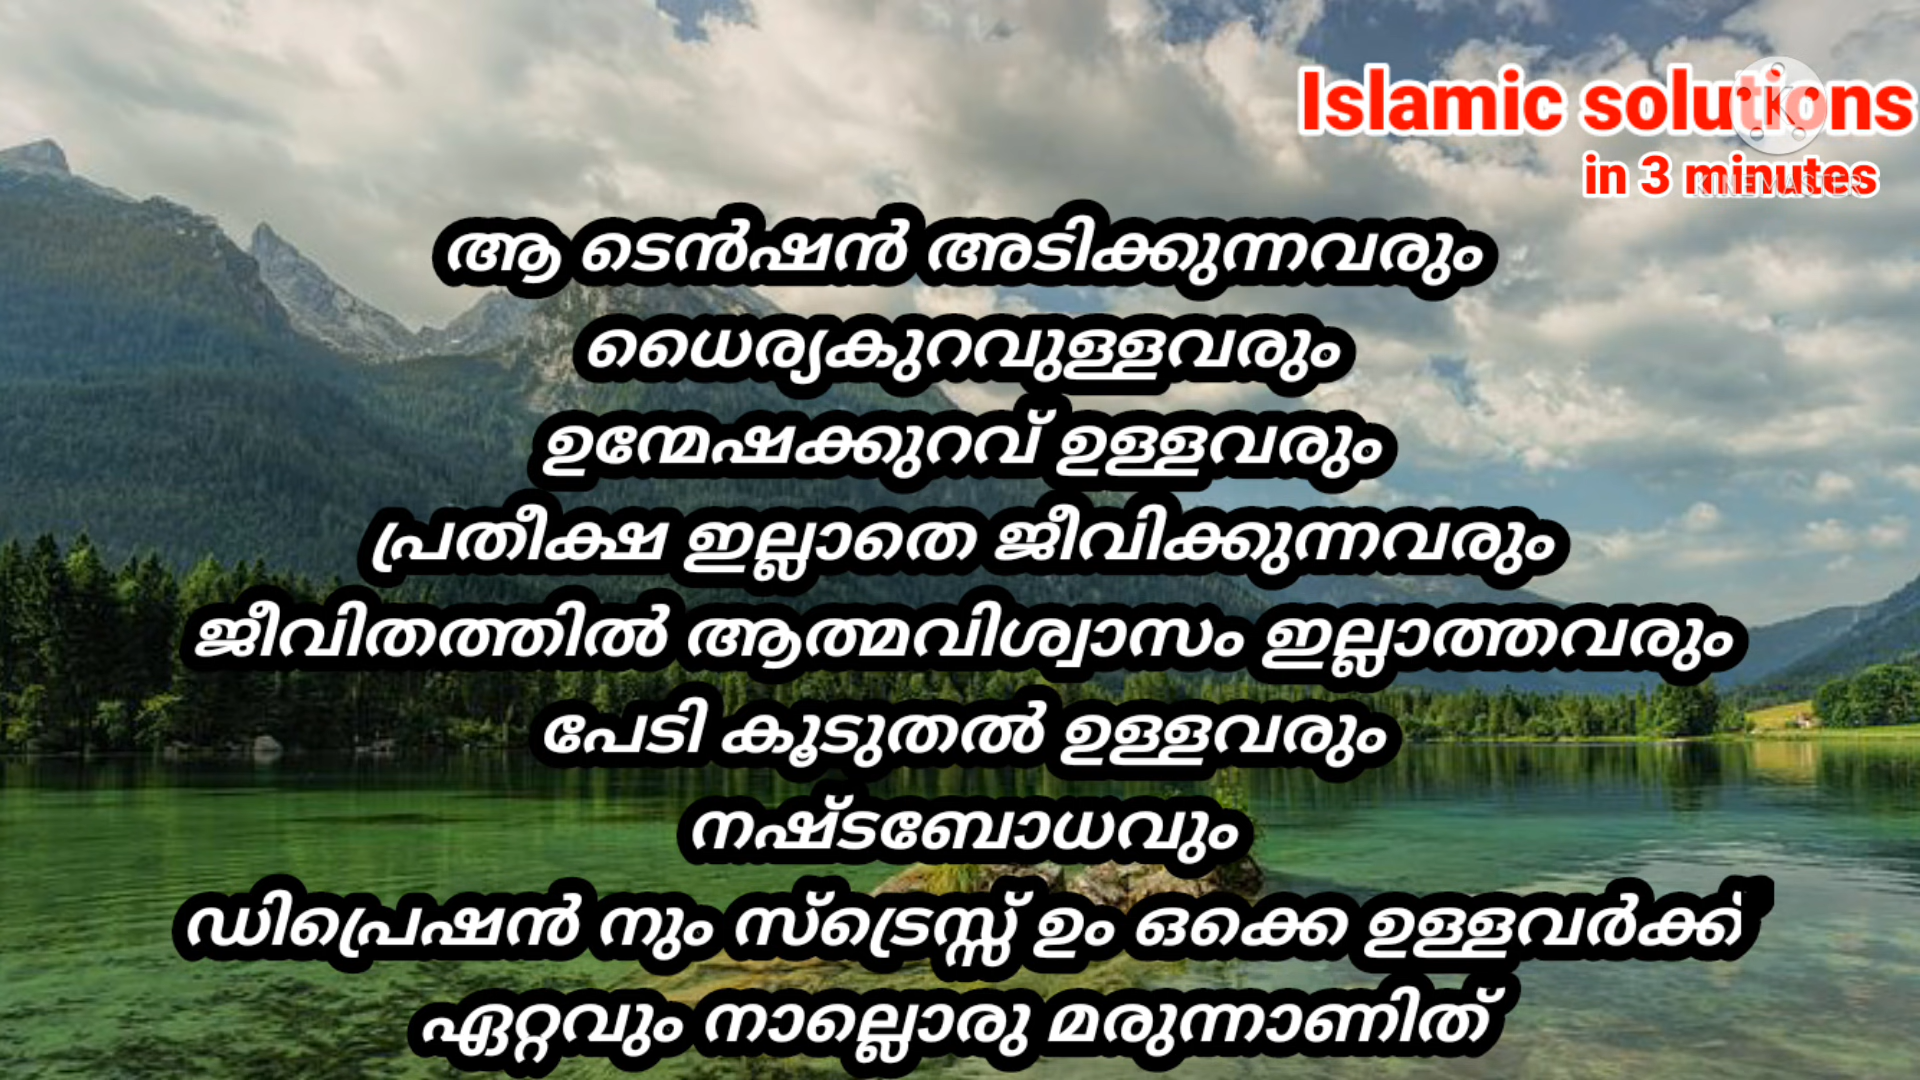 Islamic solutions
in 3 minutes
KINEMASTER
ആ ടെൻഷൻ അടിക്കുന്നവരും
ധൈര്യകുറവുള്ളവരും
ഉന്മേഷക്കുറവ് ഉള്ളവരും
പ്രതീക്ഷ ഇല്ലാതെ ജീവിക്കുന്നവരും
ജീവിതത്തിൽ ആത്മവിശ്വാസം ഇല്ലാത്തവരും
പേടി കൂടുതൽ ഉള്ളവരും
നഷ്ടബോധവും
ഡിപ്രെഷൻ നും സ്ട്രെസ്സ് ഉം ഒക്കെ ഉള്ളവർക്ക്
ഏറ്റവും നാല്ലൊരു മരുന്നാണിത്